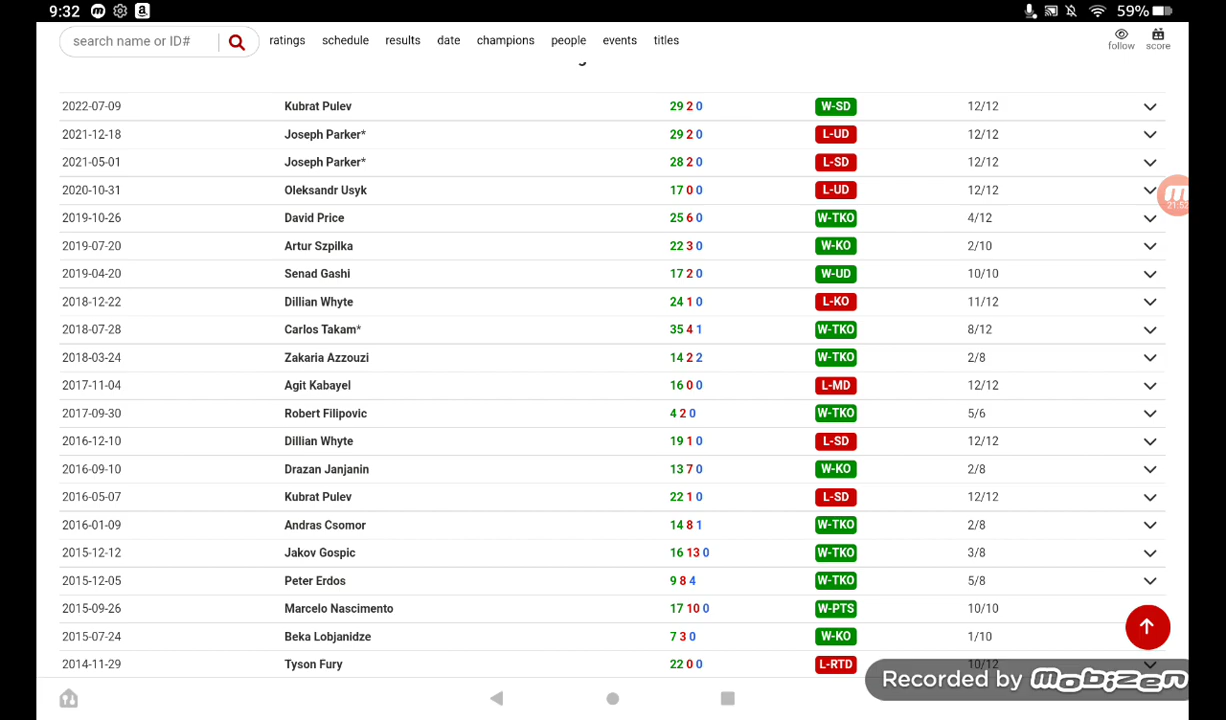 9:32 59%
search name or ID# ratings schedule results date champions people events titles follow score
2022-07-09 Kubrat Pulev 29 2 0 W-SD 12/12
2021-12-18 Joseph Parker* 29 2 0 L-UD 12/12
2021-05-01 Joseph Parker* 28 2 0 L-SD 12/12
2020-10-31 Oleksandr Usyk 17 0 0 L-UD 12/12
21:52
2019-10-26 David Price 25 6 0 W-TKO 4/12
2019-07-20 Artur Szpilka 22 3 0 W-KO 2/10
2019-04-20 Senad Gashi 17 2 0 W-UD 10/10
2018-12-22 Dillian Whyte 24 1 0 L-KO 11/12
2018-07-28 Carlos Takam* 35 4 1 W-TKO 8/12
2018-03-24 Zakaria Azzouzi 14 2 2 W-TKO 2/8
2017-11-04 Agit Kabayel 16 0 0 L-MD 12/12
2017-09-30 Robert Filipovic 4 2 0 W-TKO 5/6
2016-12-10 Dillian Whyte 19 1 0 L-SD 12/12
2016-09-10 Drazan Janjanin 13 7 0 W-KO 2/8
2016-05-07 Kubrat Pulev 22 1 0 L-SD 12/12
2016-01-09 Andras Csomor 14 8 1 W-TKO 2/8
2015-12-12 Jakov Gospic 16 13 0 W-TKO 3/8
2015-12-05 Peter Erdos 9 8 4 W-TKO 5/8
2015-09-26 Marcelo Nascimento 17 10 0 W-PTS 10/10
2015-07-24 Beka Lobjanidze 7 3 0 W-KO 1/10
2014-11-29 Tyson Fury 22 0 0 L-RTD 10/12
Recorded by mobizen